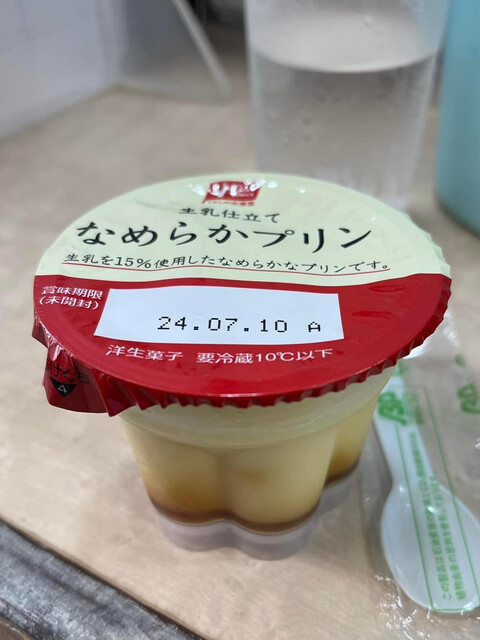 生乳仕立て
なめらかプリン
生乳を15%使用したなめらかなプリンです。
賞味期限
(未開封)
24.07.10 A
洋生菓子 要冷蔵10℃以下